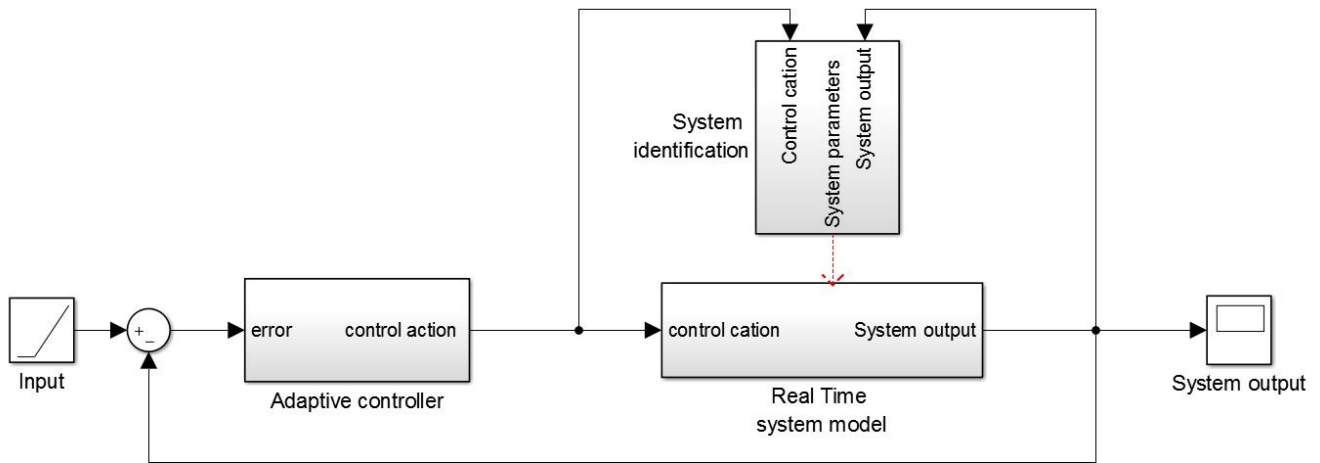 Control cation
System parameters
System output
System
identification
+
−
error
control action
control cation
System output
Input
Adaptive controller
Real Time
system model
System output